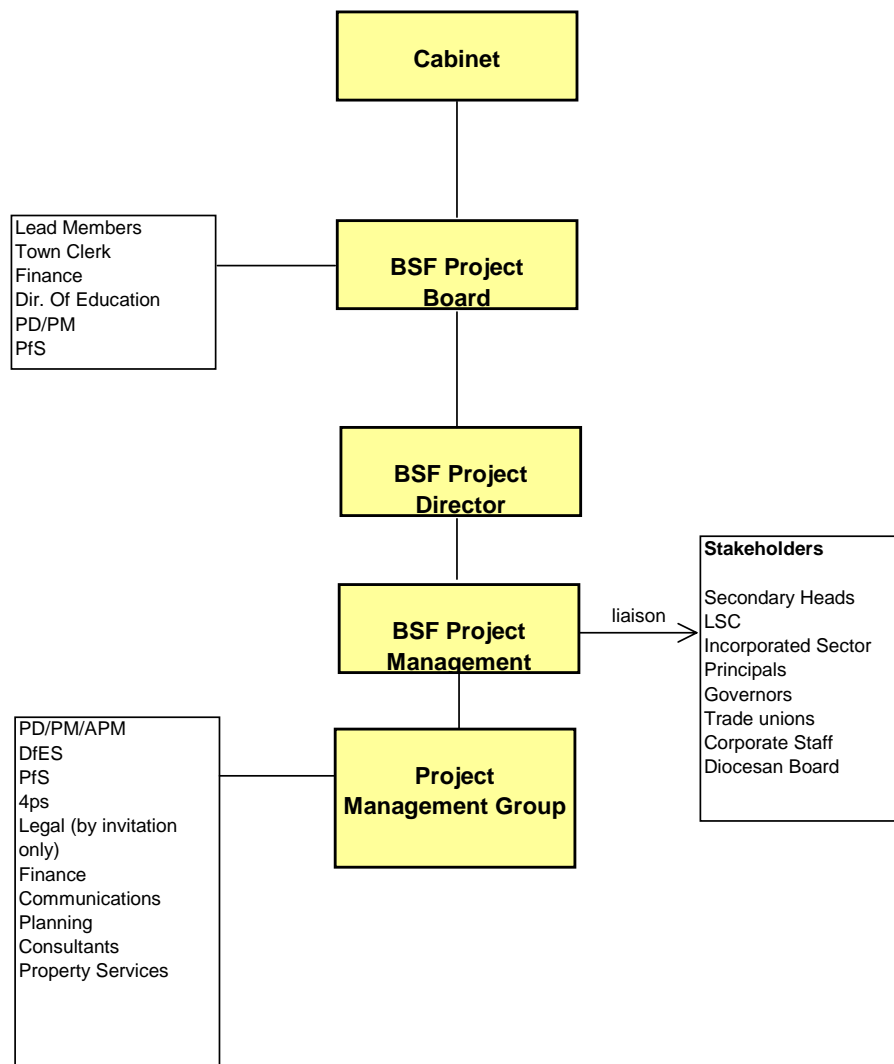 Cabinet
Lead Members
Town Clerk
Finance
Dir. Of Education
PD/PM
PfS
BSF Project
Board
BSF Project
Director
BSF Project
Management
liaison
Stakeholders
Secondary Heads
LSC
Incorporated Sector
Principals
Governors
Trade unions
Corporate Staff
Diocesan Board
PD/PM/APM
DfES
PfS
4ps
Legal (by invitation
only)
Finance
Communications
Planning
Consultants
Property Services
Project
Management Group